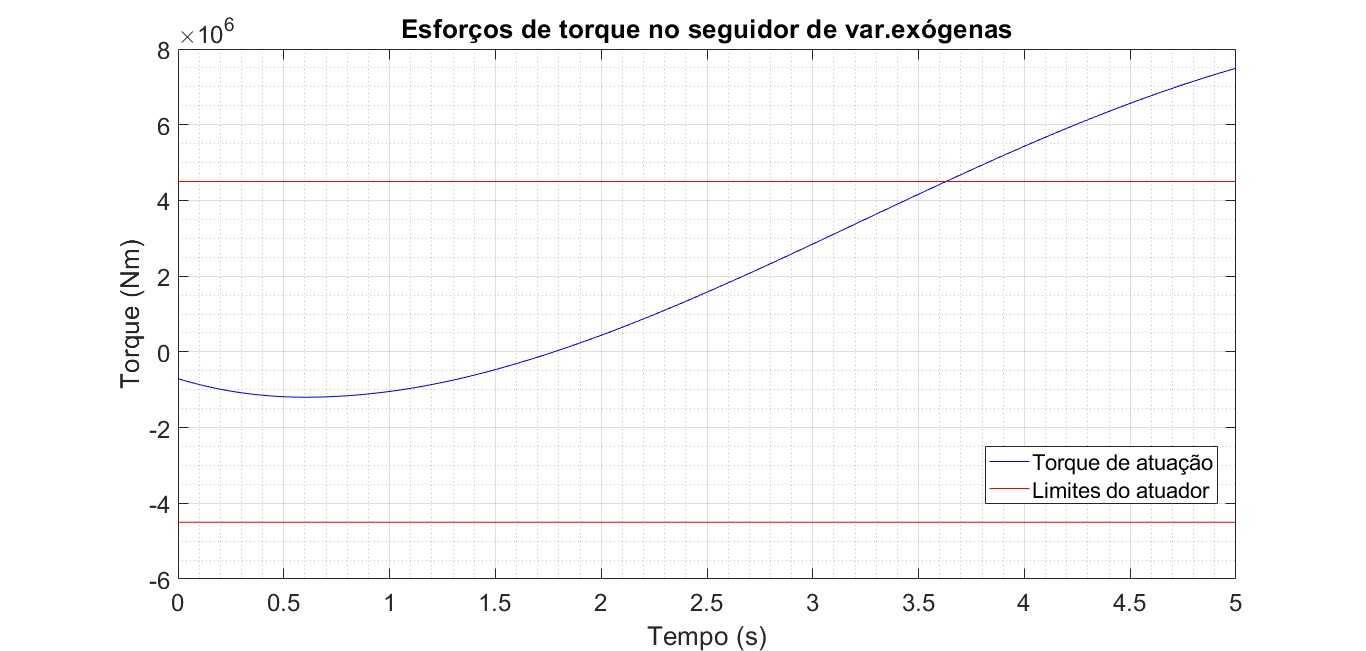 Esforços de torque no seguidor de var.exógenas
×10⁶
8
6
4
2
0
-2
-4
-6
Torque (Nm)
0 0.5 1 1.5 2 2.5 3 3.5 4 4.5 5
Tempo (s)
Torque de atuação
Limites do atuador